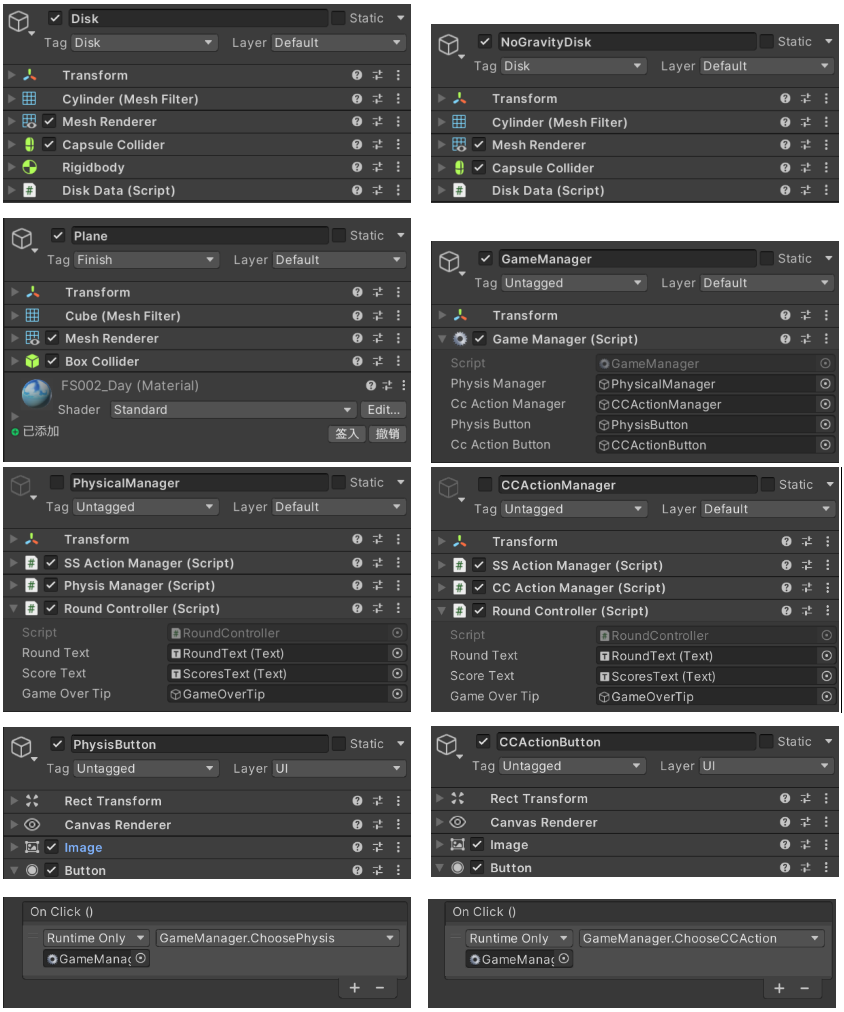 Disk
Static
Tag Disk
Layer Default
Transform
Cylinder (Mesh Filter)
Mesh Renderer
Capsule Collider
Rigidbody
Disk Data (Script)
NoGravityDisk
Static
Tag Disk
Layer Default
Transform
Cylinder (Mesh Filter)
Mesh Renderer
Capsule Collider
Disk Data (Script)
Plane
Static
Tag Finish
Layer Default
Transform
Cube (Mesh Filter)
Mesh Renderer
Box Collider
FS002_Day (Material)
Shader Standard Edit...
已添加 签入 撤销
GameManager
Static
Tag Untagged
Layer Default
Transform
Game Manager (Script)
Script GameManager
Physis Manager PhysicalManager
Cc Action Manager CCActionManager
Physis Button PhysisButton
Cc Action Button CCActionButton
PhysicalManager
Static
Tag Untagged
Layer Default
Transform
SS Action Manager (Script)
Physis Manager (Script)
Round Controller (Script)
Script RoundController
Round Text RoundText (Text)
Score Text ScoresText (Text)
Game Over Tip GameOverTip
CCActionManager
Static
Tag Untagged
Layer Default
Transform
SS Action Manager (Script)
CC Action Manager (Script)
Round Controller (Script)
Script RoundController
Round Text RoundText (Text)
Score Text ScoresText (Text)
Game Over Tip GameOverTip
PhysisButton
Static
Tag Untagged
Layer UI
Rect Transform
Canvas Renderer
Image
Button
CCActionButton
Static
Tag Untagged
Layer UI
Rect Transform
Canvas Renderer
Image
Button
On Click ()
Runtime Only GameManager.ChoosePhysis
GameManag
+ −
On Click ()
Runtime Only GameManager.ChooseCCAction
GameManag
+ −